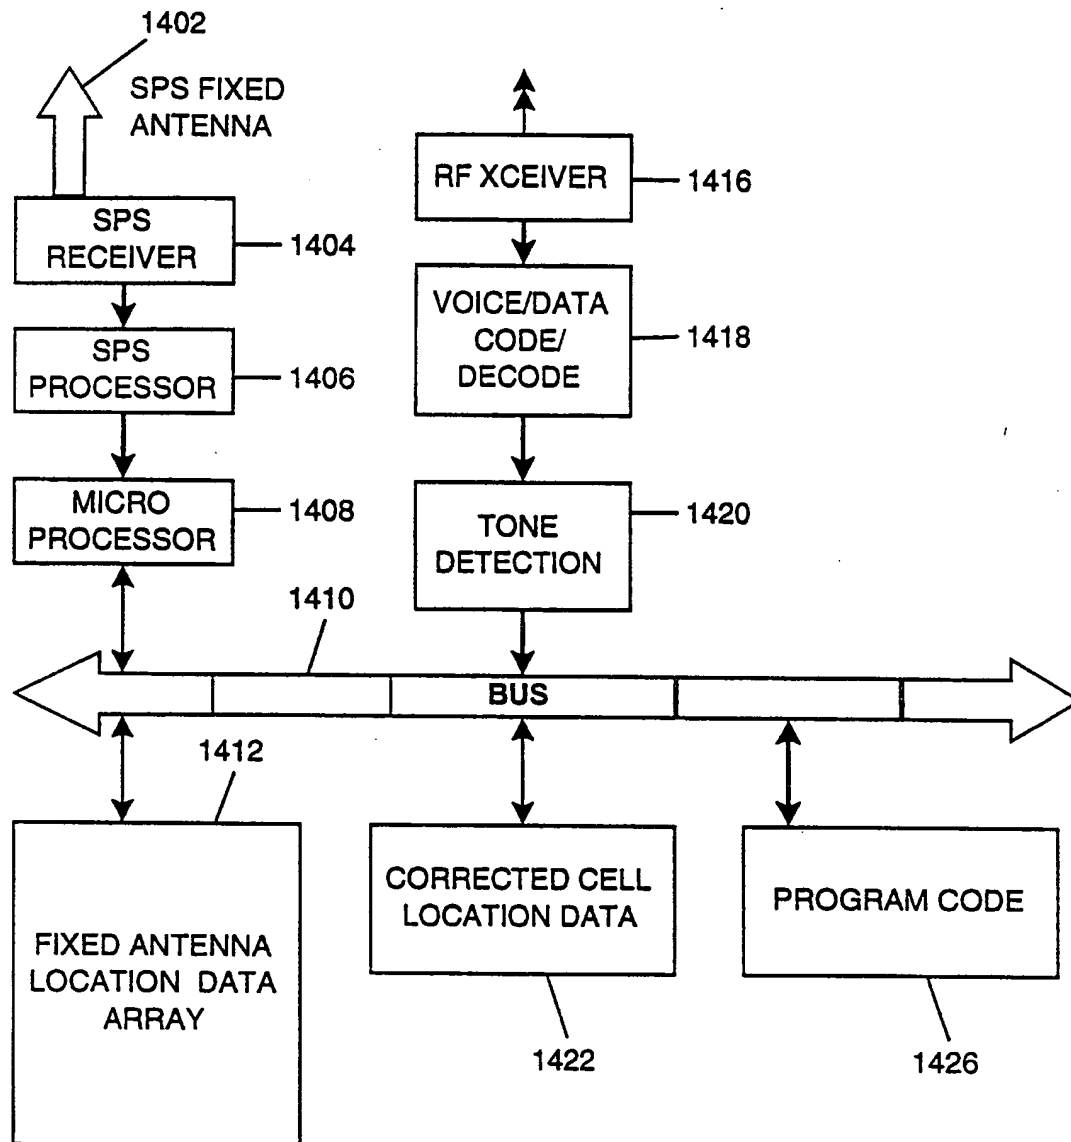 1402
SPS FIXED
ANTENNA
SPS
RECEIVER
1404
SPS
PROCESSOR
1406
MICRO
PROCESSOR
1408
RF XCEIVER
1416
VOICE/DATA
CODE/
DECODE
1418
TONE
DETECTION
1420
1410
BUS
1412
FIXED ANTENNA
LOCATION DATA
ARRAY
CORRECTED CELL
LOCATION DATA
1422
PROGRAM CODE
1426